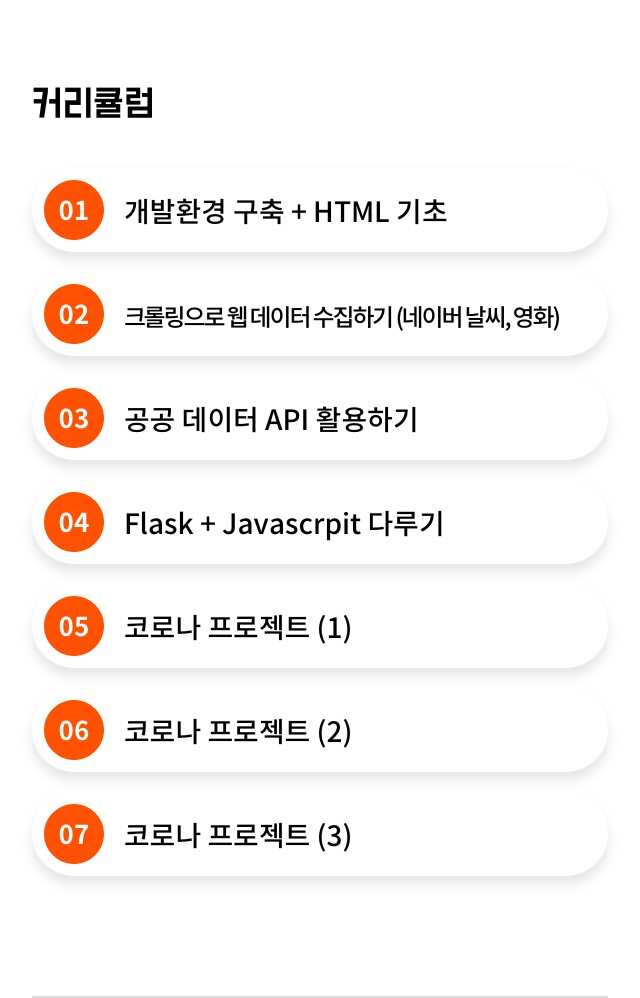 커리큘럼
01 개발환경 구축 + HTML 기초
02 크롤링으로 웹 데이터 수집하기 (네이버 날씨, 영화)
03 공공 데이터 API 활용하기
04 Flask + Javascrpit 다루기
05 코로나 프로젝트 (1)
06 코로나 프로젝트 (2)
07 코로나 프로젝트 (3)